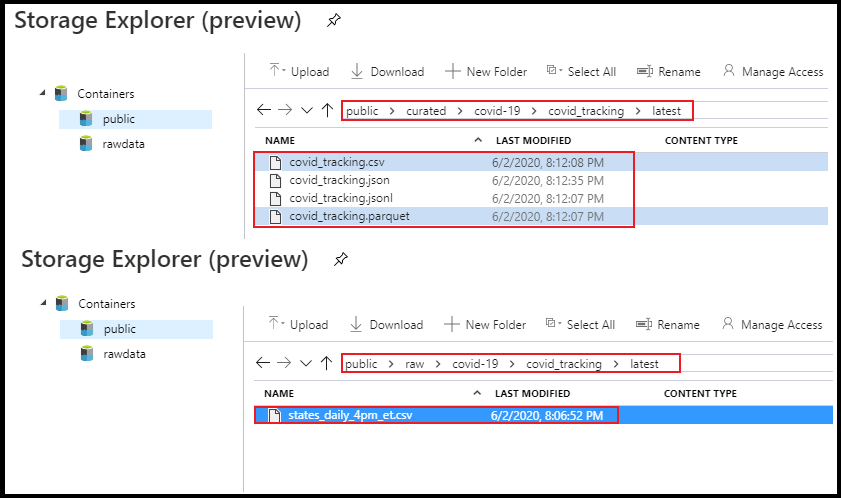 Storage Explorer (preview)
Upload Download New Folder Select All Rename Manage Access
Containers
public
rawdata
public > curated > covid-19 > covid_tracking > latest
NAME LAST MODIFIED CONTENT TYPE
covid_tracking.csv 6/2/2020, 8:12:08 PM
covid_tracking.json 6/2/2020, 8:12:35 PM
covid_tracking.jsonl 6/2/2020, 8:12:07 PM
covid_tracking.parquet 6/2/2020, 8:12:07 PM
Storage Explorer (preview)
Containers
public
rawdata
Upload Download New Folder Select All Rename Manage Access
public > raw > covid-19 > covid_tracking > latest
NAME LAST MODIFIED CONTENT TYPE
states_daily_4pm_et.csv 6/2/2020, 8:06:52 PM